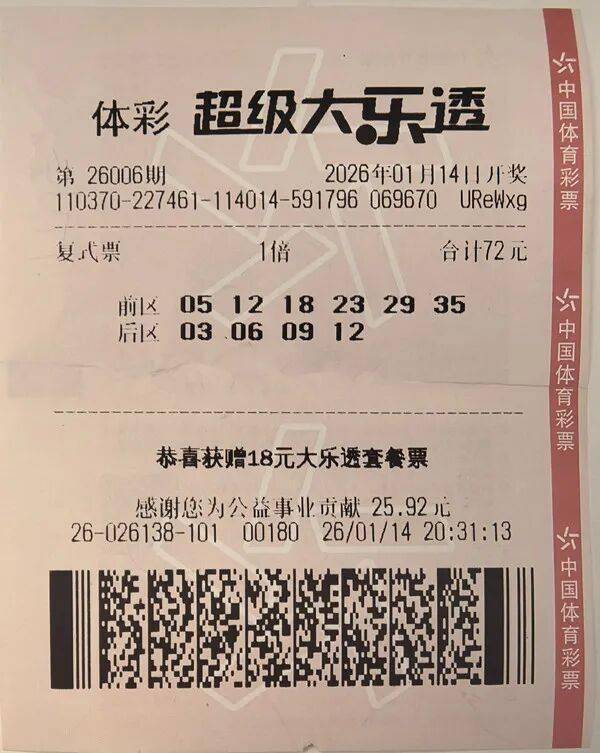 体彩 超级大乐透
第 26006期 2026年01月14日开奖
110370-227461-114014-591796 069670 UReWxg
复式票 1倍 合计72元
前区 05 12 18 23 29 35
后区 03 06 09 12
恭喜获赠18元大乐透套餐票
感谢您为公益事业贡献 25.92元
26-026138-101 00180 26/01/14 20:31:13
中国体育彩票
中国体育彩票
中国体育彩票